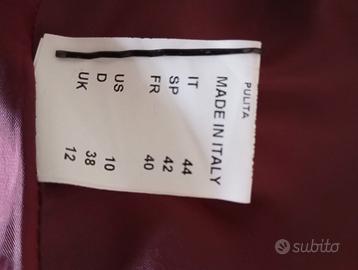 PULITA
MADE IN ITALY
IT 44
SP 42
FR 40
US 10
D 38
UK 12
subito